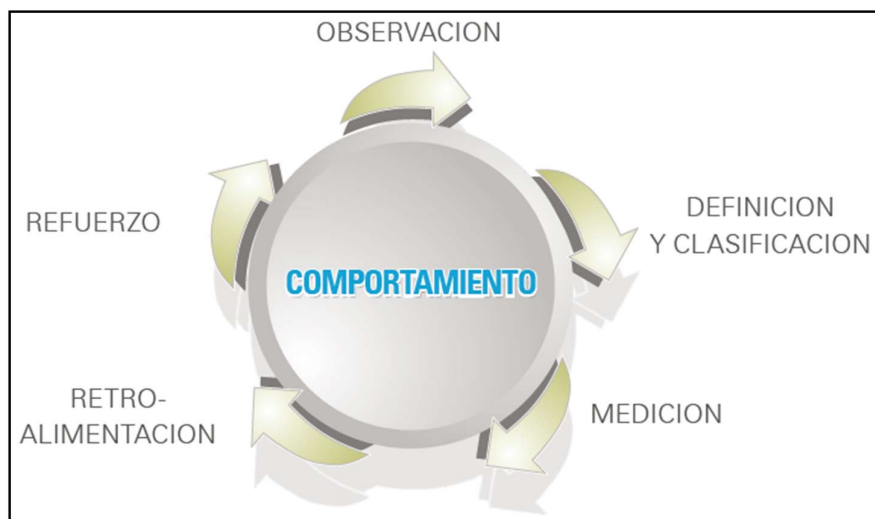 OBSERVACION
DEFINICION
Y CLASIFICACION
MEDICION
RETRO-
ALIMENTACION
REFUERZO
COMPORTAMIENTO